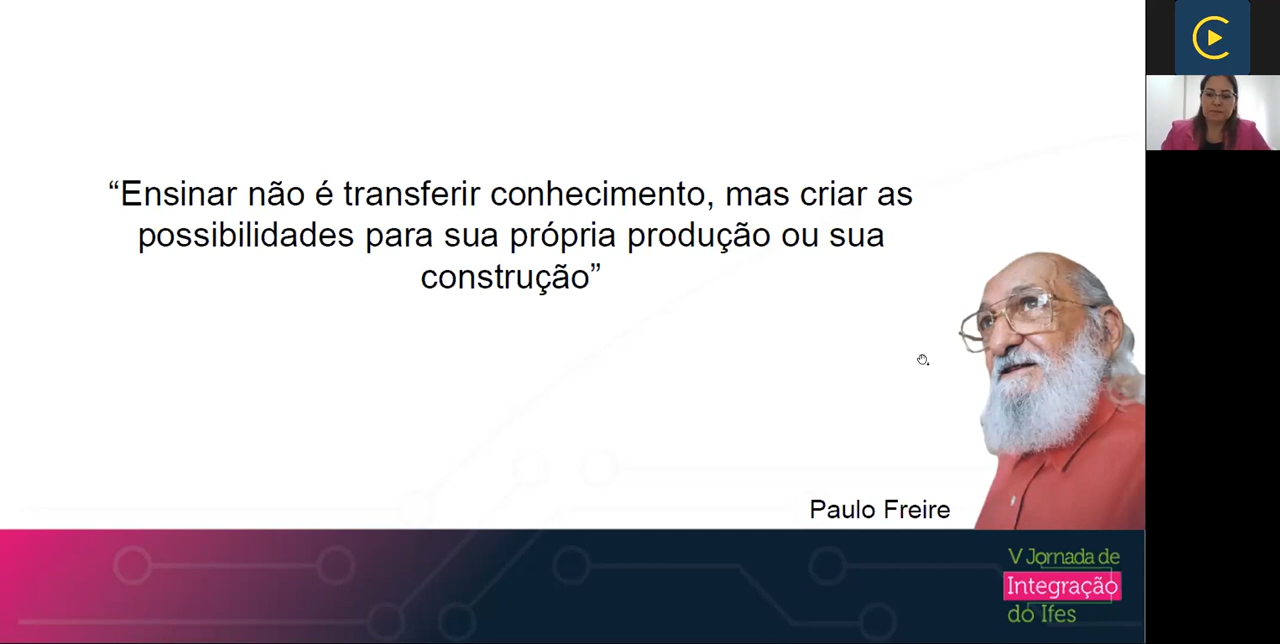 “Ensinar não é transferir conhecimento, mas criar as
possibilidades para sua própria produção ou sua
construção”
Paulo Freire
V Jornada de
Integração
do Ifes